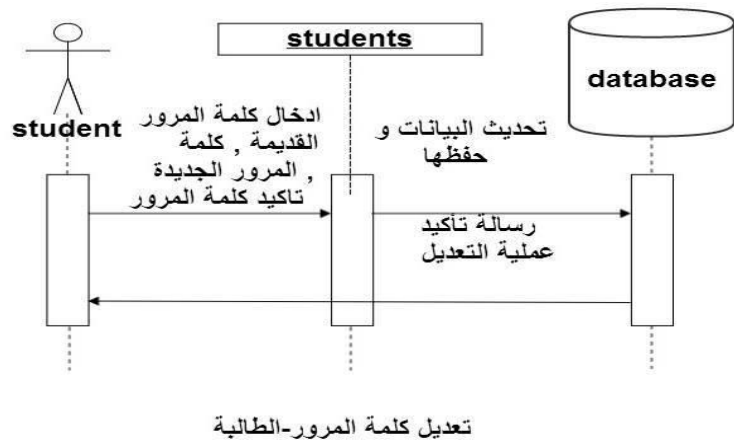 students
database
student
ادخال كلمة المرور
القديمة , كلمة
المرور الجديدة ,
تاكيد كلمة المرور
تحديث البيانات و
حفظها
رسالة تأكيد
عملية التعديل
تعديل كلمة المرور-الطالبة